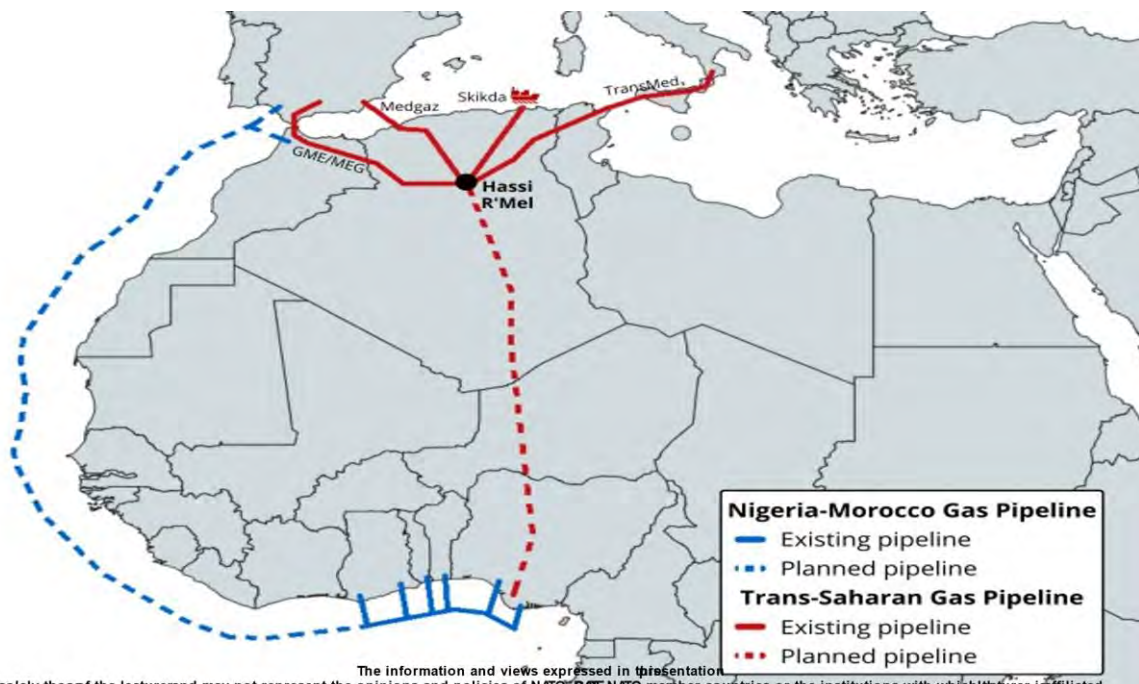 Medgaz
Skikda
TransMed
GME/MEG
Hassi
R'Mel
Nigeria-Morocco Gas Pipeline
Existing pipeline
Planned pipeline
Trans-Saharan Gas Pipeline
Existing pipeline
Planned pipeline
The information and views expressed in presentation